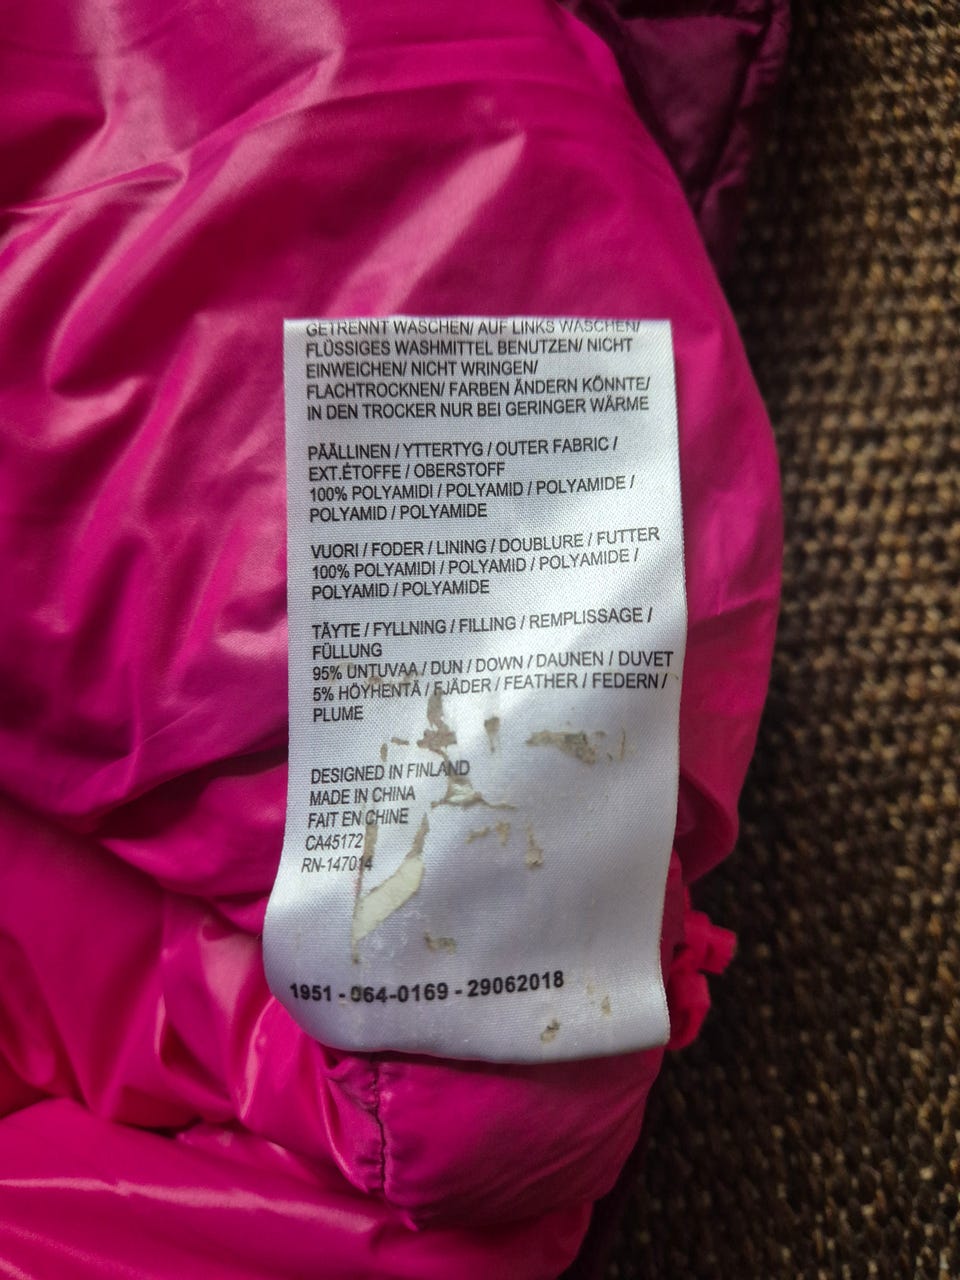 GETRENNT WASCHEN/ AUF LINKS WASCHEN/
FLÜSSIGES WASHMITTEL BENUTZEN/ NICHT
EINWEICHEN/ NICHT WRINGEN/
FLACHTROCKNEN/ FARBEN ÄNDERN KÖNNTE/
IN DEN TROCKER NUR BEI GERINGER WÄRME
PÄÄLLINEN / YTTERTYG / OUTER FABRIC /
EXT.ÉTOFFE / OBERSTOFF
100% POLYAMIDI / POLYAMID / POLYAMIDE /
POLYAMID / POLYAMIDE
VUORI / FODER / LINING / DOUBLURE / FUTTER
100% POLYAMIDI / POLYAMID / POLYAMIDE /
POLYAMID / POLYAMIDE
TÄYTE / FYLLNING / FILLING / REMPLISSAGE /
FÜLLUNG
95% UNTUVAA / DUN / DOWN / DAUNEN / DUVET
5% HÖYHENTÄ / FJÄDER / FEATHER / FEDERN /
PLUME
DESIGNED IN FINLAND
MADE IN CHINA
FAIT EN CHINE
CA45172
RN-147014
1951 - 064-0169 - 29062018